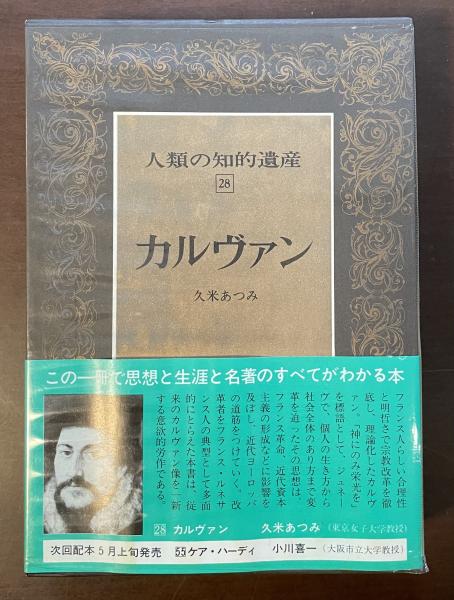 人類の知的遺産
28
カルヴァン
久米あつみ
この一冊で思想と生涯と名著のすべてがわかる本
フランス人らしい合理性
と明哲さで宗教改革を徹
底し、理論化したカルヴ
ァン。「神にのみ栄光を」
を標語として、ジュネー
ヴで、個人の生き方から
社会全体のあり方まで変
革を迫ったその思想は、
フランス革命、近代資本
主義の形成などに影響を
及ぼし、近代ヨーロッパ
の道筋をつけていく。改
革者をフランス・ルネサ
ンス人の典型として多面
的にとらえた本書は、従
来のカルヴァン像を一新
する意欲的労作である。
28 カルヴァン 久米あつみ(東京女子大学教授)
次回配本5月上旬発売 55 ケア・ハーディ 小川喜一(大阪市立大学教授)